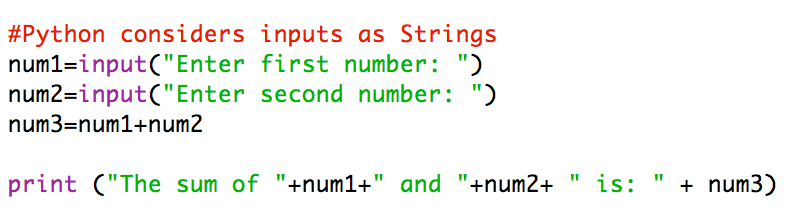 #Python considers inputs as Strings
num1=input("Enter first number: ")
num2=input("Enter second number: ")
num3=num1+num2
print ("The sum of "+num1+" and "+num2+ " is: " + num3)